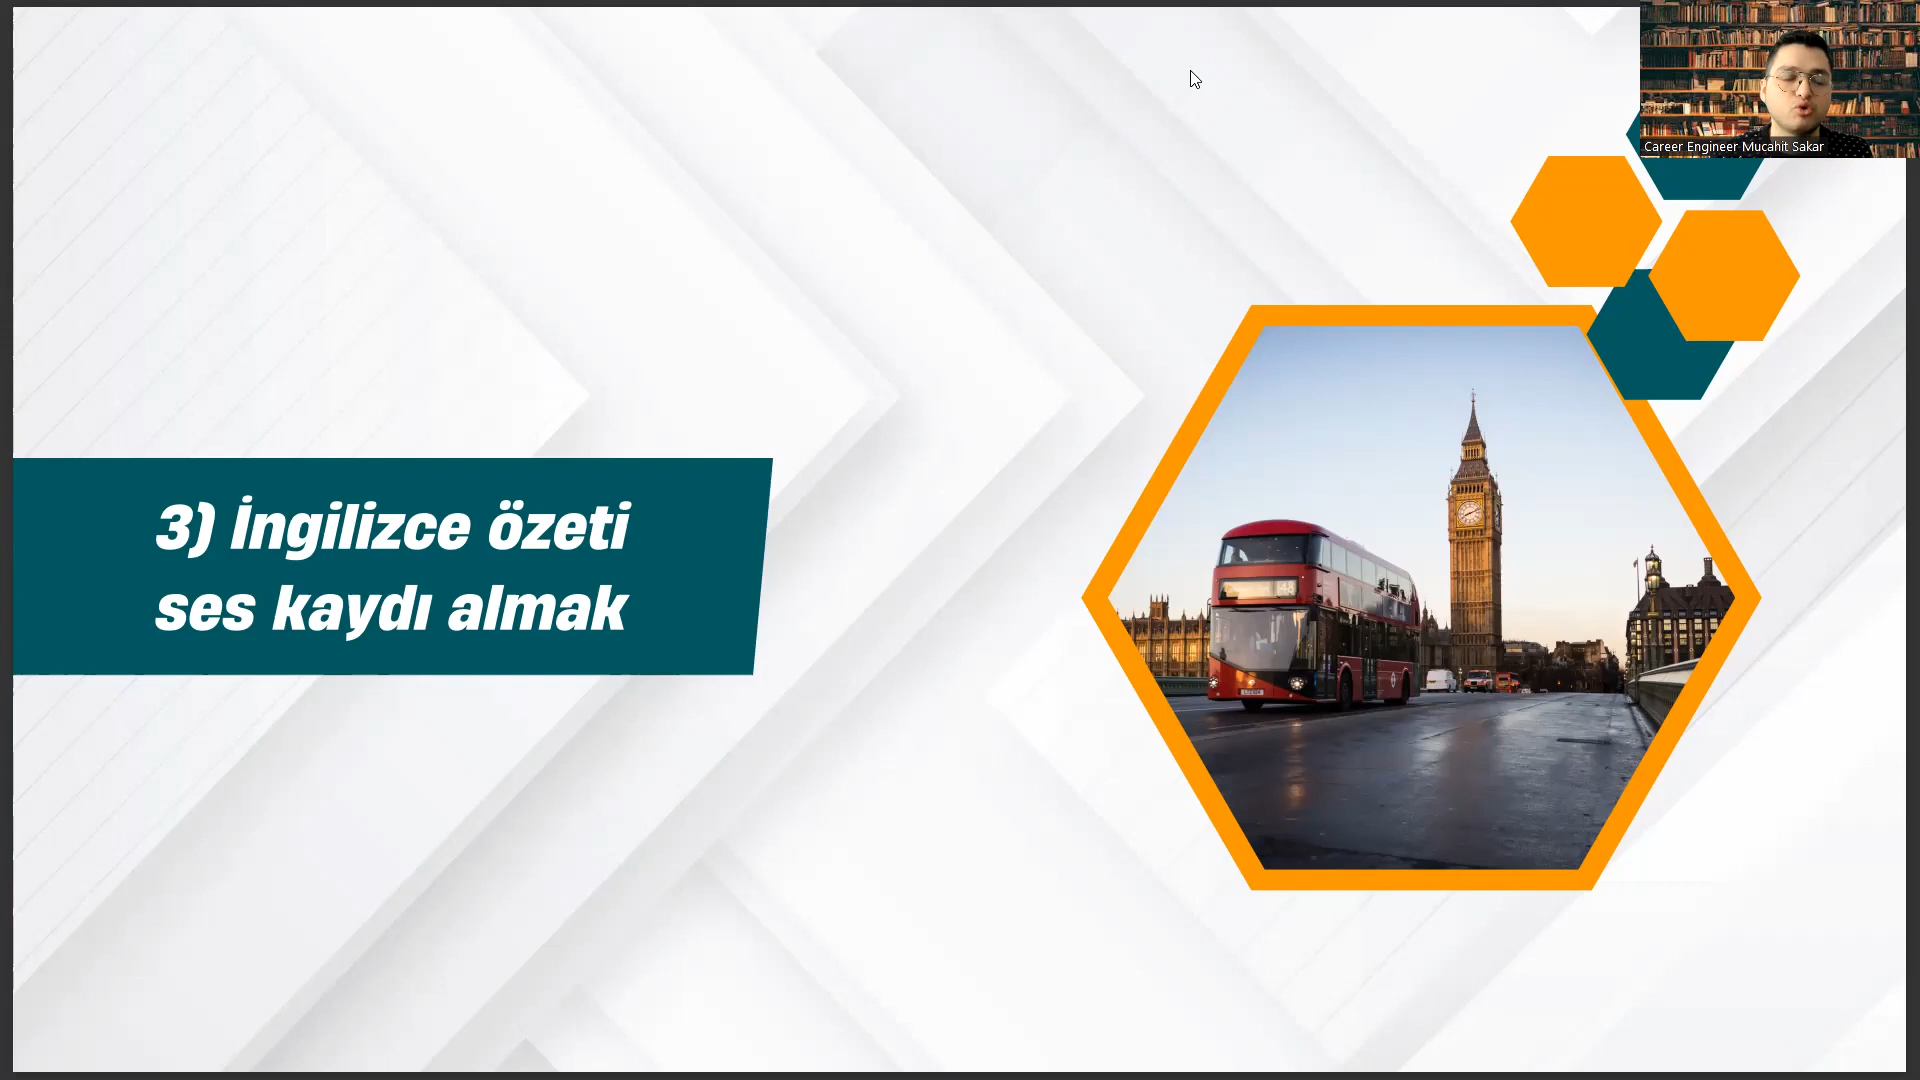 Career Engineer Mucahit Sakar
3) İngilizce özeti
ses kaydı almak